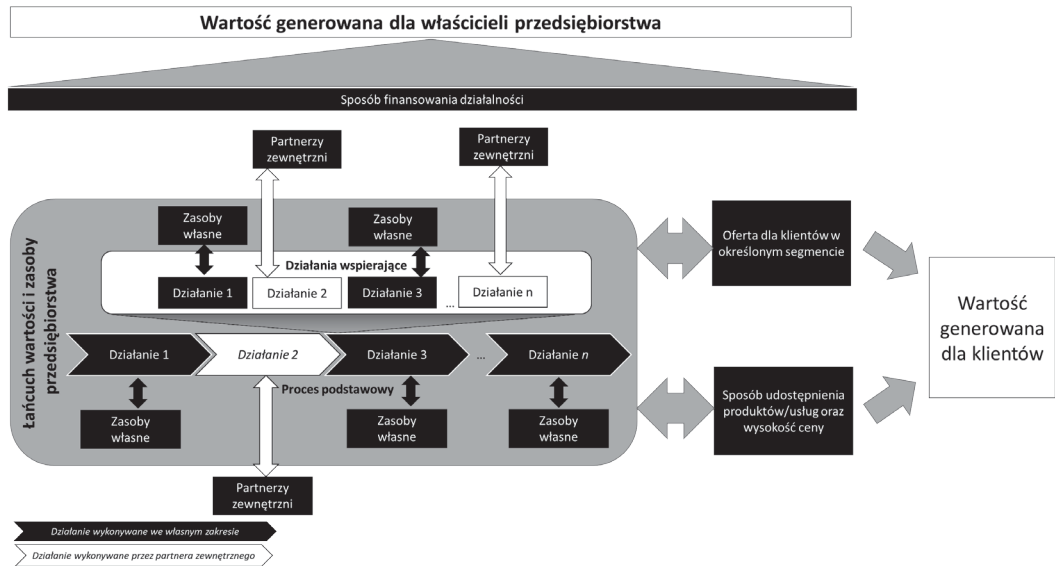 Wartość generowana dla właścicieli przedsiębiorstwa
Sposób finansowania działalności
Partnerzy
zewnętrzni
Partnerzy
zewnętrzni
Łańcuch wartości i zasoby
przedsiębiorstwa
Zasoby
własne
Zasoby
własne
Działania wspierające
Działanie 1
Działanie 2
Działanie 3
...
Działanie n
Działanie 1
Działanie 2
Działanie 3
...
Działanie n
Proces podstawowy
Zasoby
własne
Zasoby
własne
Zasoby
własne
Partnerzy
zewnętrzni
Oferta dla klientów w
określonym segmencie
Sposób udostępnienia
produktów/usług oraz
wysokość ceny
Wartość
generowana
dla klientów
Działanie wykonywane we własnym zakresie
Działanie wykonywane przez partnera zewnętrznego